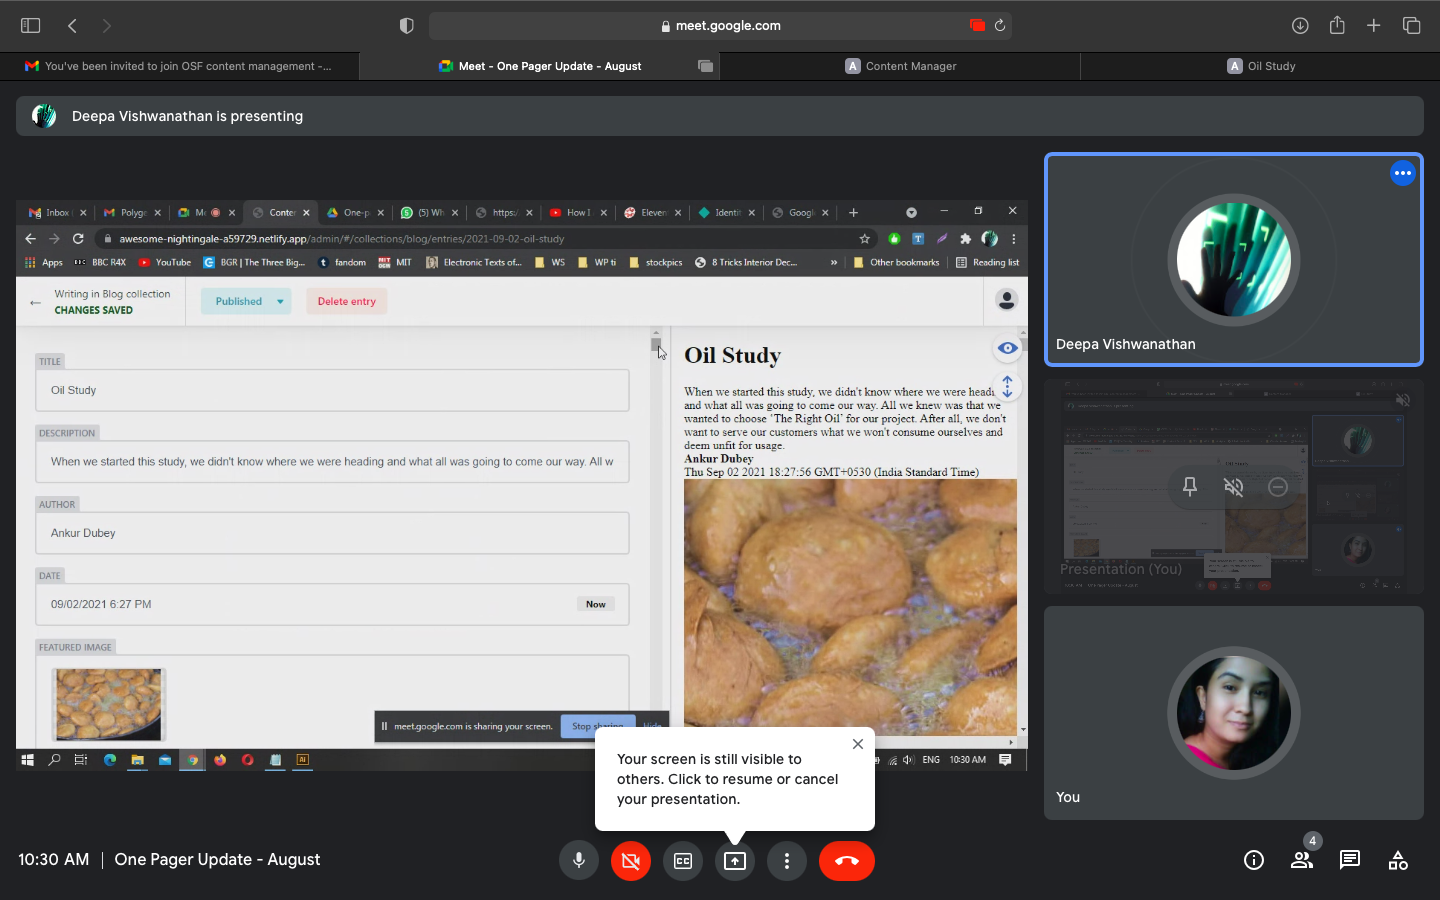 meet.google.com
You've been invited to join OSF content management -...
Meet - One Pager Update - August
A Content Manager
A Oil Study
Deepa Vishwanathan is presenting
Inbox
Polyge
Me
Conter
One-p
(5) Wh
https:/
How I
Eleven
Identit
Googl
awesome-nightingale-a59729.netlify.app/admin/#/collections/blog/entries/2021-09-02-oil-study
Apps
BBC R4X
YouTube
BGR | The Three Big...
fandom
MIT
Electronic Texts of...
WS
WP ti
stockpics
8 Tricks Interior Dec...
»
Other bookmarks
Reading list
Writing in Blog collection
CHANGES SAVED
Published
Delete entry
TITLE
Oil Study
DESCRIPTION
When we started this study, we didn't know where we were heading and what all was going to come our way. All w
AUTHOR
Ankur Dubey
DATE
09/02/2021 6:27 PM
Now
FEATURED IMAGE
Oil Study
When we started this study, we didn't know where we were headi
and what all was going to come our way. All we knew was that we
wanted to choose 'The Right Oil' for our project. After all, we don't
want to serve our customers what we won't consume ourselves and
deem unfit for usage.
Ankur Dubey
Thu Sep 02 2021 18:27:56 GMT+0530 (India Standard Time)
meet.google.com is sharing your screen.
Stop sharing
Hide
ENG
10:30 AM
Your screen is still visible to
others. Click to resume or cancel
your presentation.
Deepa Vishwanathan
Presentation (You)
You
10:30 AM | One Pager Update - August
CC
4